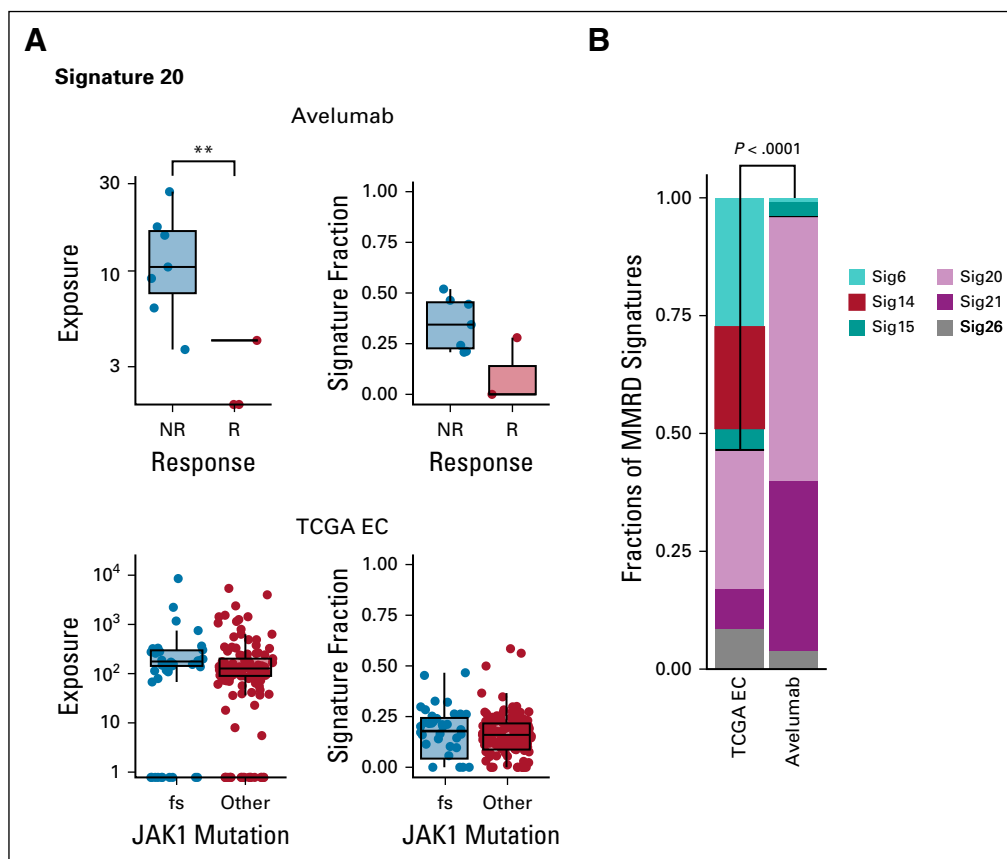 A
Signature 20
Avelumab
**
30
10
3
Exposure
NR
R
Response
1.00
0.75
0.50
0.25
0.00
Signature Fraction
NR
R
Response
TCGA EC
10⁴
10³
10²
10
1
Exposure
fs
Other
JAK1 Mutation
1.00
0.75
0.50
0.25
0.00
Signature Fraction
fs
Other
JAK1 Mutation
B
P < .0001
1.00
0.75
0.50
0.25
0.00
Fractions of MMRD Signatures
TCGA EC
Avelumab
Sig6
Sig14
Sig15
Sig20
Sig21
Sig26